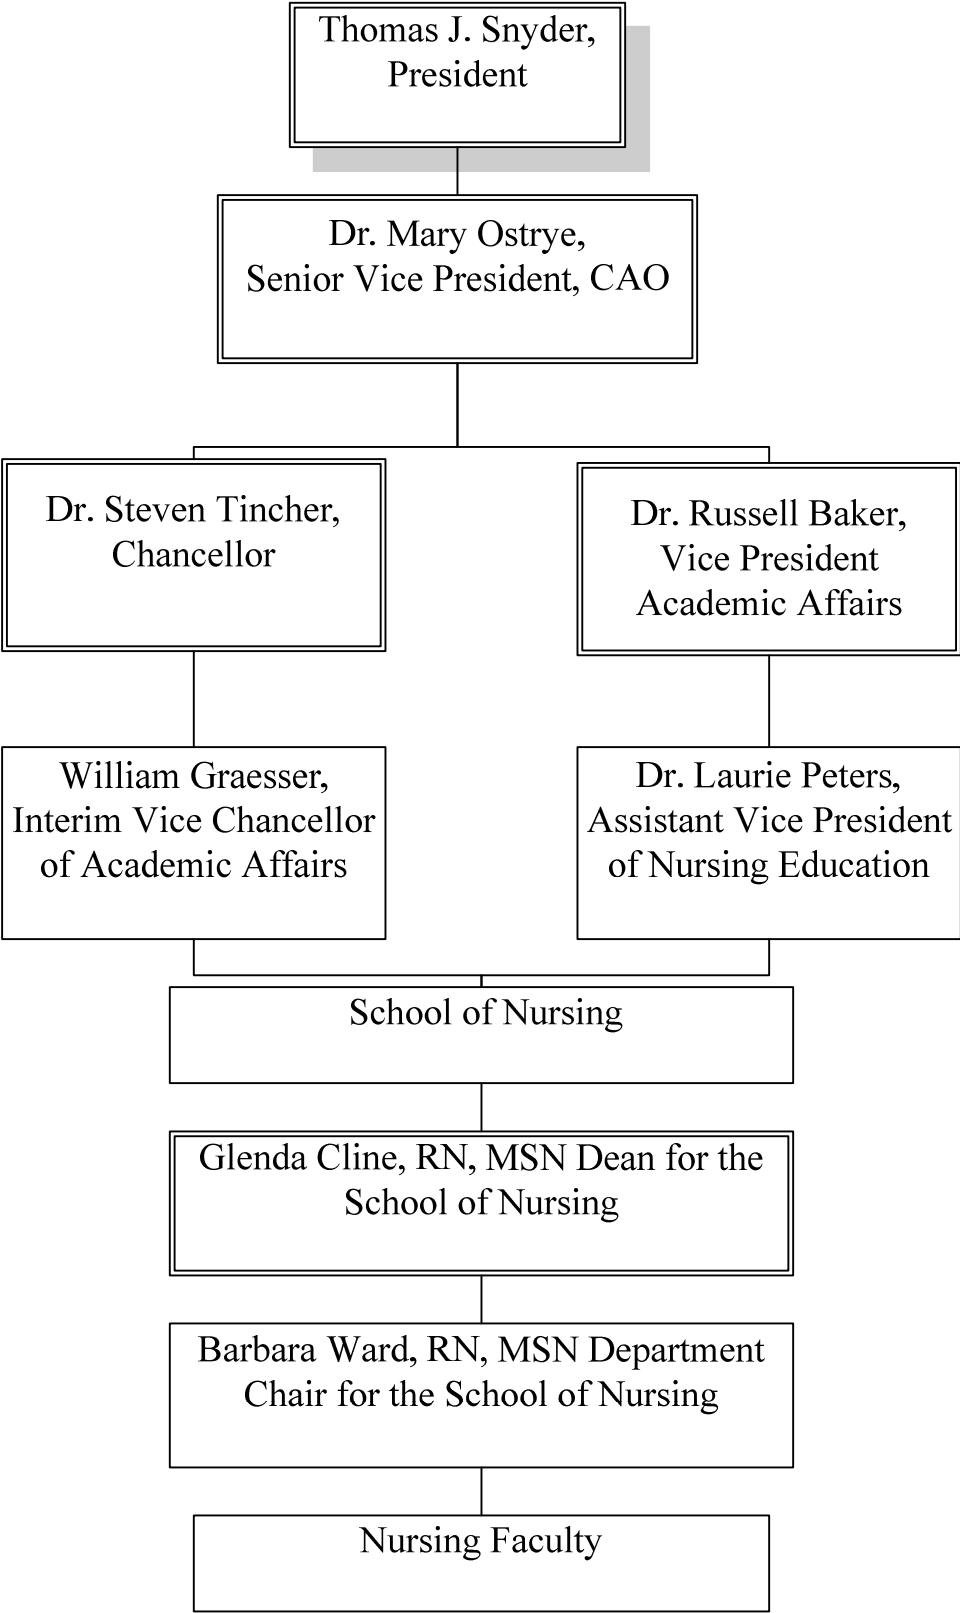 Thomas J. Snyder,
President
Dr. Mary Ostrye,
Senior Vice President, CAO
Dr. Steven Tincher,
Chancellor
Dr. Russell Baker,
Vice President
Academic Affairs
William Graesser,
Interim Vice Chancellor
of Academic Affairs
Dr. Laurie Peters,
Assistant Vice President
of Nursing Education
School of Nursing
Glenda Cline, RN, MSN Dean for the
School of Nursing
Barbara Ward, RN, MSN Department
Chair for the School of Nursing
Nursing Faculty